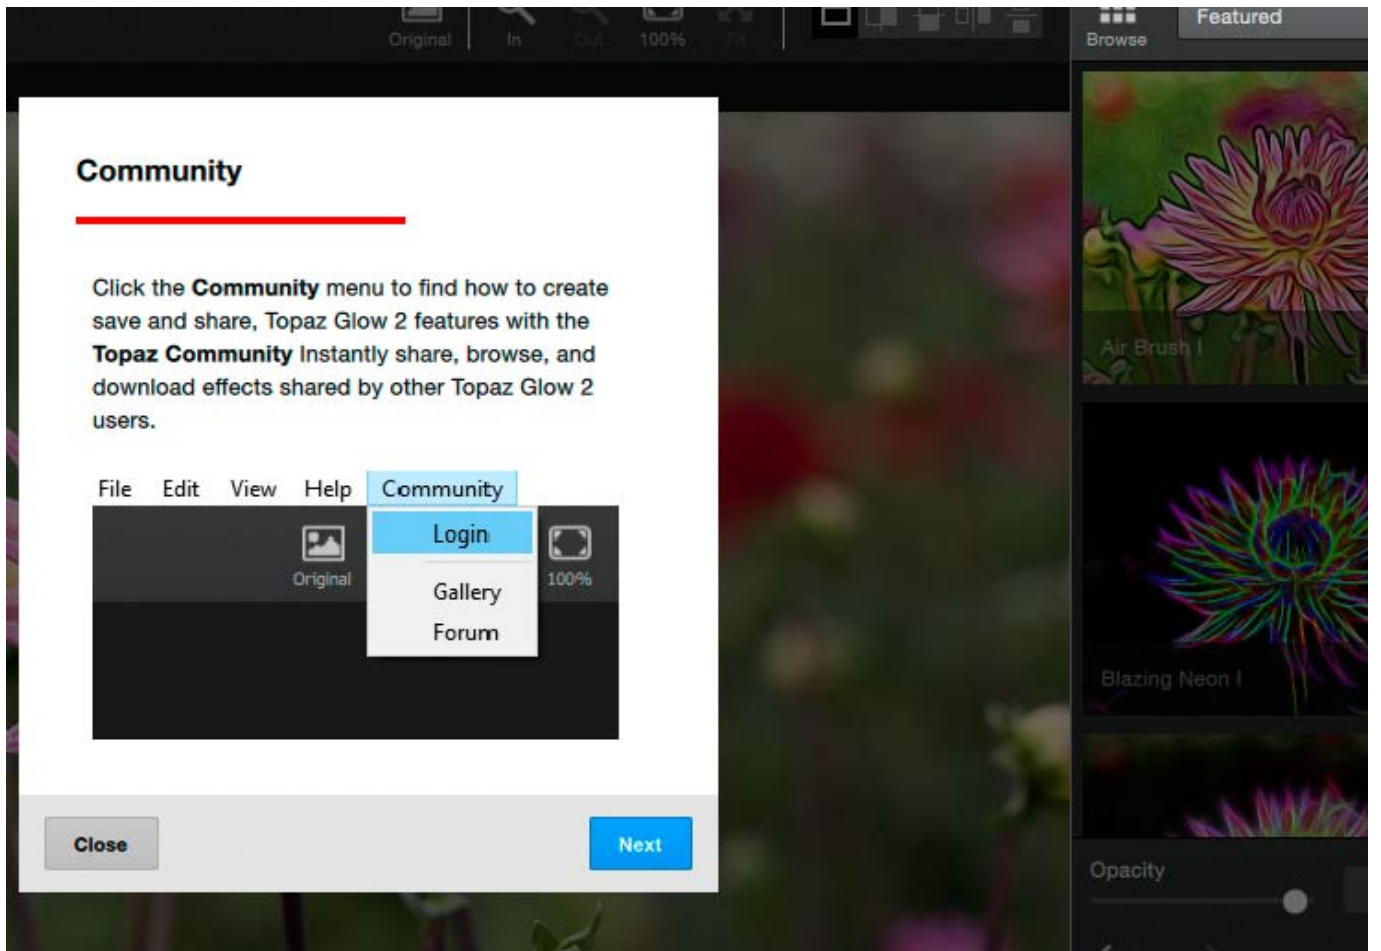 Original In Out 100% Fit
Featured
Browse
Community
Click the Community menu to find how to create
save and share, Topaz Glow 2 features with the
Topaz Community Instantly share, browse, and
download effects shared by other Topaz Glow 2
users.
File Edit View Help Community
Login
Original 100%
Gallery
Forum
Close Next
Air Brush I
Blazing Neon I
Opacity